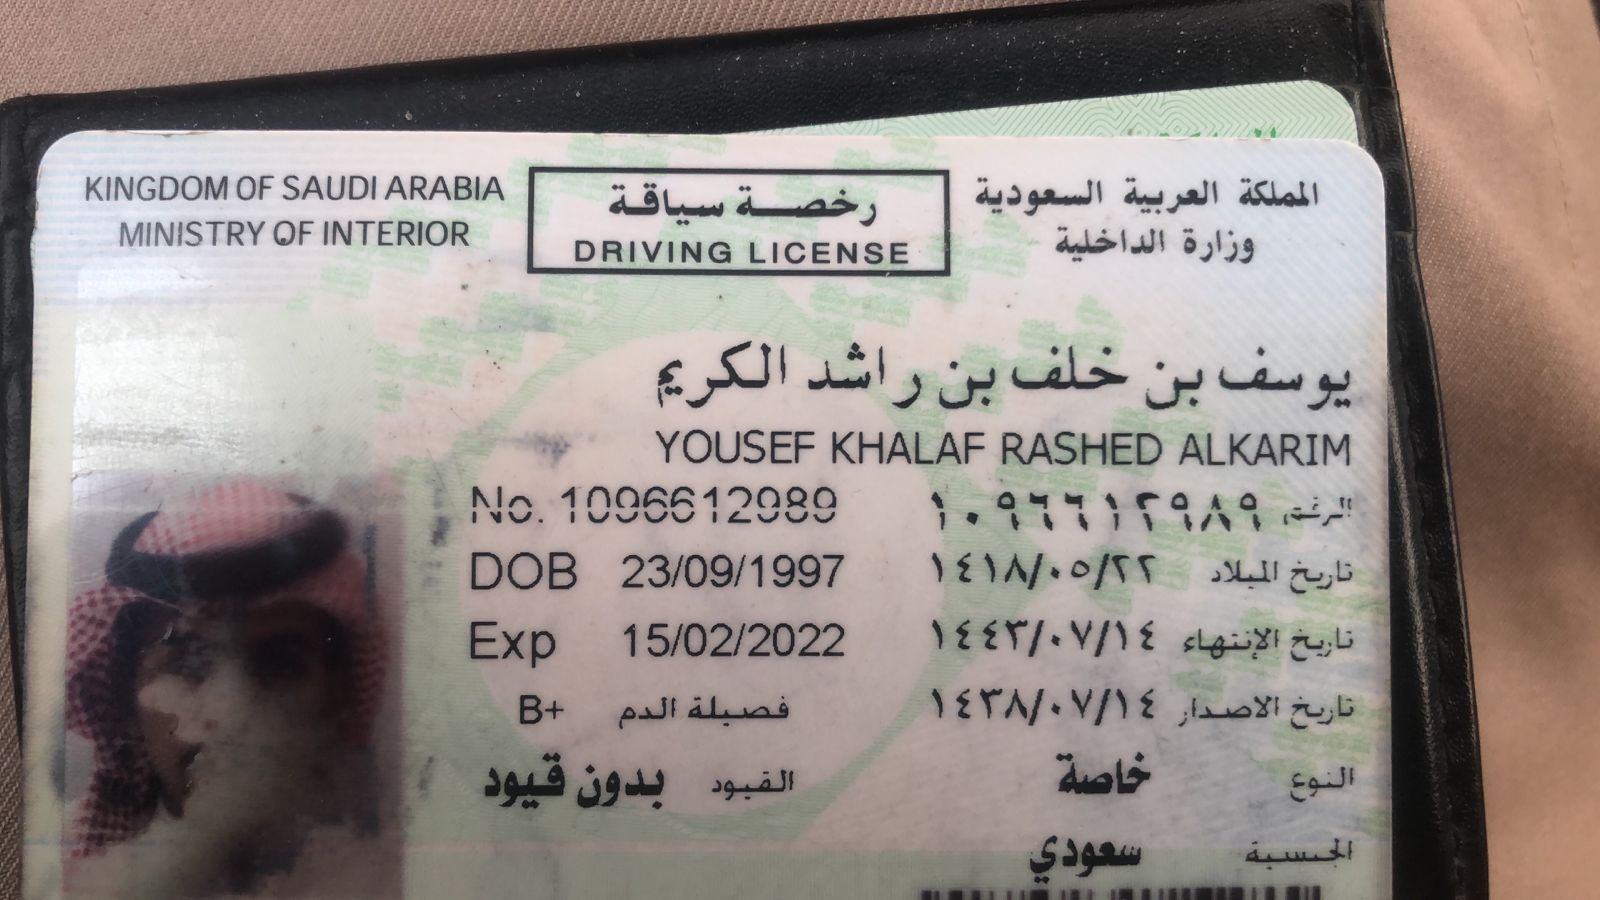 KINGDOM OF SAUDI ARABIA
MINISTRY OF INTERIOR
رخصة سياقة
DRIVING LICENSE
المملكة العربية السعودية
وزارة الداخلية
يوسف بن خلف بن راشد الكريم
YOUSEF KHALAF RASHED ALKARIM
No. 1096612989 الرقم ١٠٩٦٦١٢٩٨٩
DOB 23/09/1997 تاريخ الميلاد ١٤١٨/٠٥/٢٢
Exp 15/02/2022 تاريخ الإنتهاء ١٤٤٣/٠٧/١٤
تاريخ الاصدار ١٤٣٨/٠٧/١٤ فصيلة الدم B+
النوع خاصة القيود بدون قيود
الجنسية سعودي